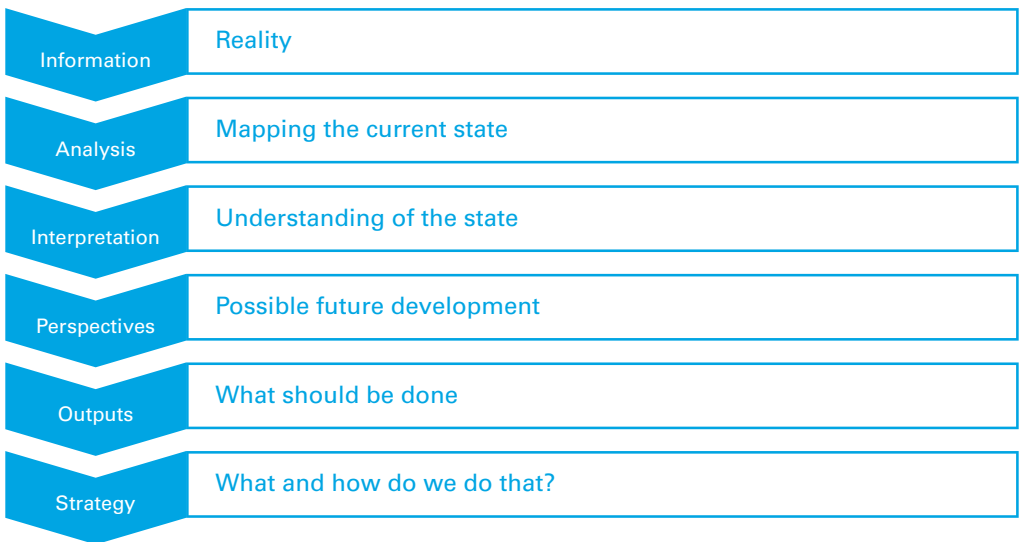 Information
Reality
Analysis
Mapping the current state
Interpretation
Understanding of the state
Perspectives
Possible future development
Outputs
What should be done
Strategy
What and how do we do that?